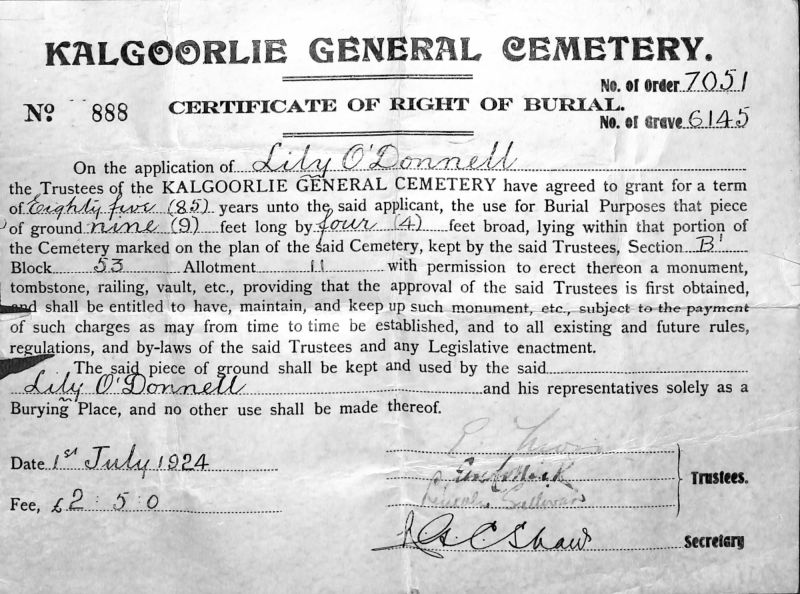 KALGOORLIE GENERAL CEMETERY.
No. of Order 7051
No 888 CERTIFICATE OF RIGHT OF BURIAL.
No. of Grave 6145
On the application of Lily O'Donnell
the Trustees of the KALGOORLIE GENERAL CEMETERY have agreed to grant for a term
of Eighty five (85) years unto the said applicant, the use for Burial Purposes that piece
of ground nine (9) feet long by four (4) feet broad, lying within that portion of
the Cemetery marked on the plan of the said Cemetery, kept by the said Trustees, Section B'
Block 53 Allotment 11 with permission to erect thereon a monument,
tombstone, railing, vault, etc., providing that the approval of the said Trustees is first obtained,
and shall be entitled to have, maintain, and keep up such monument, etc., subject to the payment
of such charges as may from time to time be established, and to all existing and future rules,
regulations, and by-laws of the said Trustees and any Legislative enactment.
The said piece of ground shall be kept and used by the said
Lily O'Donnell and his representatives solely as a
Burying Place, and no other use shall be made thereof.
Date 1st July 1924
Trustees.
Fee, £2:5:0
Shaw Secretary